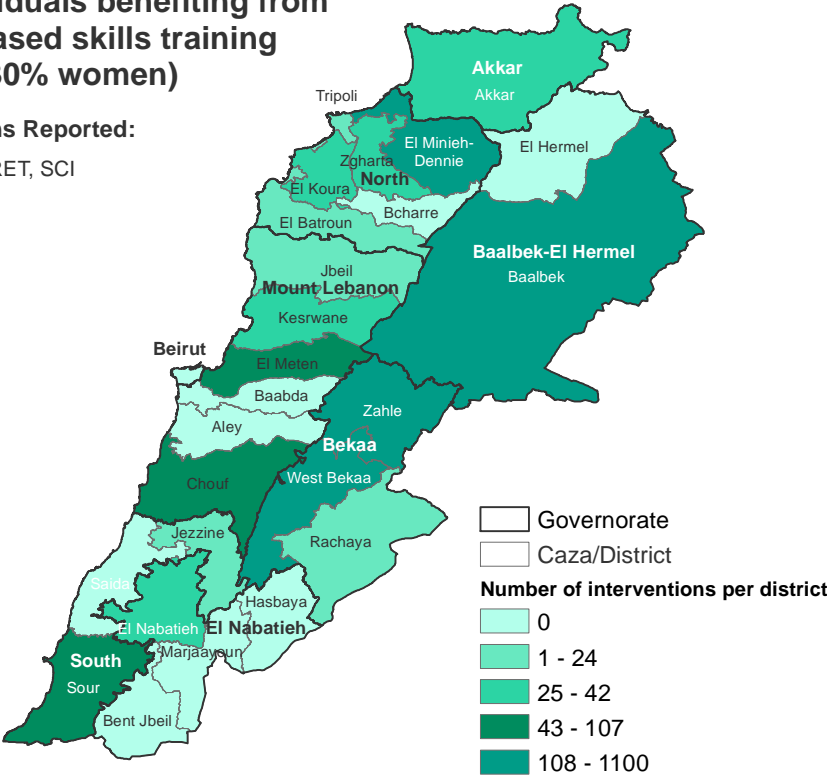 iduals benefiting from
ased skills training
0% women)
s Reported:
RET, SCI
Akkar
Akkar
Tripoli
El Minieh-
Dennie
El Hermel
Zgharta
North
El Koura
Bcharre
El Batroun
Baalbek-El Hermel
Baalbek
Jbeil
Mount Lebanon
Kesrwane
Beirut
El Meten
Baabda
Zahle
Aley
Bekaa
West Bekaa
Chouf
Jezzine
Rachaya
Saida
Hasbaya
El Nabatieh
El Nabatieh
Marjaayoun
South
Sour
Bent Jbeil
Governorate
Caza/District
Number of interventions per district
0
1 - 24
25 - 42
43 - 107
108 - 1100